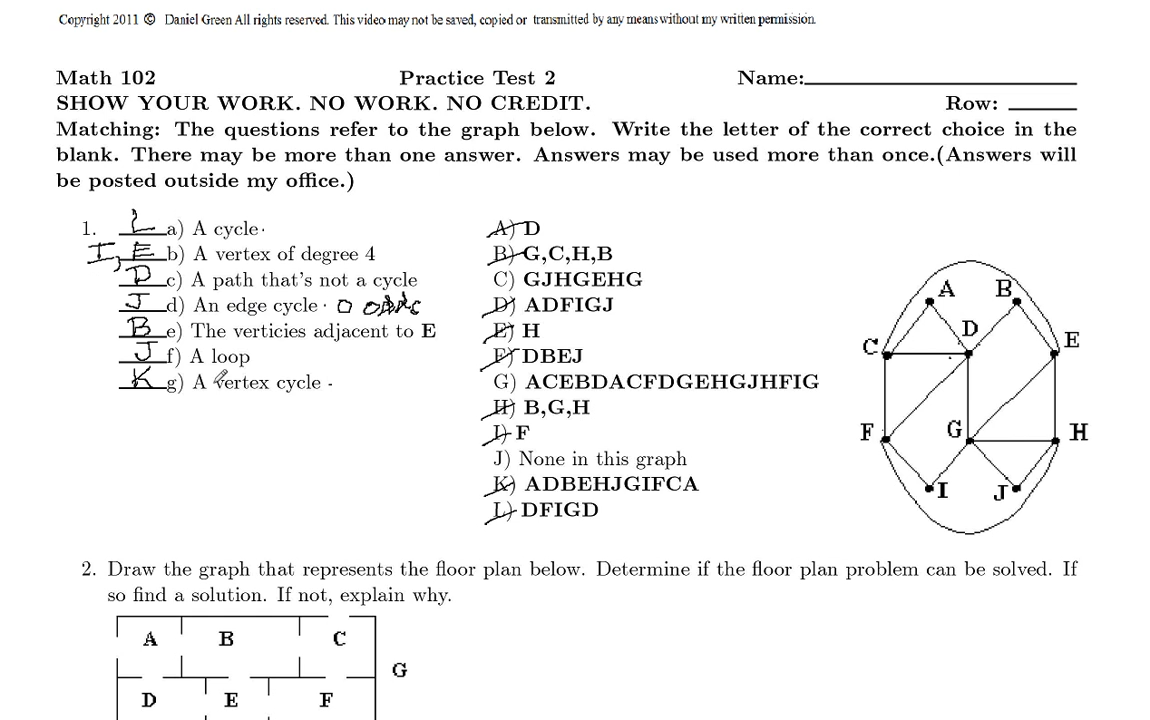 Copyright 2011 © Daniel Green All rights reserved. This video may not be saved, copied or transmitted by any means without my written permission.
Math 102 Practice Test 2 Name:
SHOW YOUR WORK. NO WORK. NO CREDIT. Row:
Matching: The questions refer to the graph below. Write the letter of the correct choice in the
blank. There may be more than one answer. Answers may be used more than once.(Answers will
be posted outside my office.)
1. L a) A cycle
I, E b) A vertex of degree 4
D c) A path that's not a cycle
J d) An edge cycle
B e) The verticies adjacent to E
J f) A loop
K g) A vertex cycle
A) D
B) G,C,H,B
C) GJHGEHG
D) ADFIGJ
E) H
F) DBEJ
G) ACEBDACFDGEHGJHFIG
H) B,G,H
I) F
J) None in this graph
K) ADBEHJGIFCA
L) DFIGD
A B
D E
C
F G H
I J
2. Draw the graph that represents the floor plan below. Determine if the floor plan problem can be solved. If
so find a solution. If not, explain why.
A B C
G
D E F